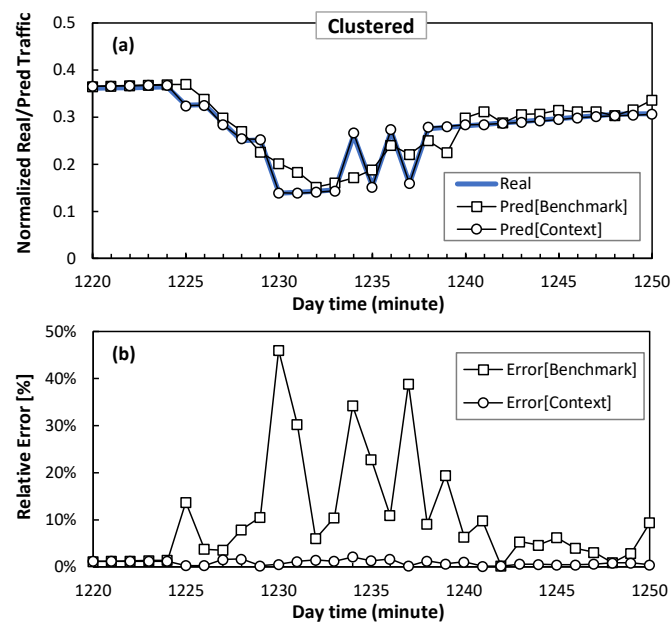 Clustered
(a)
Normalized Real/Pred Traffic
0.5
0.4
0.3
0.2
0.1
0
Real
Pred[Benchmark]
Pred[Context]
1220 1225 1230 1235 1240 1245 1250
Day time (minute)
(b)
Relative Error [%]
50%
40%
30%
20%
10%
0%
Error[Benchmark]
Error[Context]
1220 1225 1230 1235 1240 1245 1250
Day time (minute)